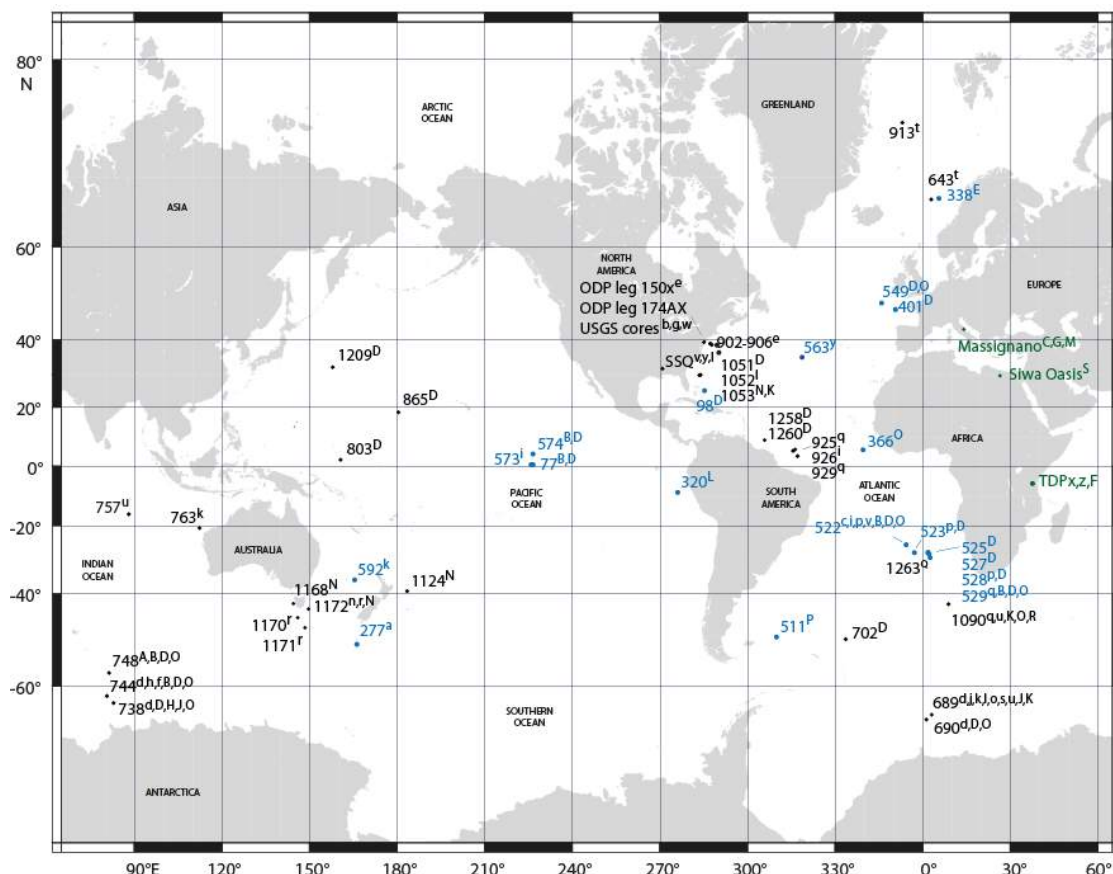 80°
N
ARCTIC
OCEAN
GREENLAND
913t
643t
338E
ASIA
60°
NORTH
AMERICA
ODP leg 150xe
ODP leg 174AX
USGS coresb,g,w
549D,O
401D
EUROPE
40°
902-906e
563y
MassignanoC,G,M
1209D
SSQv,y,I
1051D
1052I
1053N,K
Siwa OasisS
98D
865D
20°
1258D
1260D
925q
926i
929q
366O
AFRICA
574B,D
573i
77B,D
803D
0°
320L
TDPx,z,F
PACIFIC
OCEAN
SOUTH
AMERICA
ATLANTIC
OCEAN
757u
763k
-20°
522c,j,p,v,B,D,O
523p,D
525D
527D
528p,D
529q,B,D,O
1263q
AUSTRALIA
INDIAN
OCEAN
592k
1168N
1124N
-40°
1172n,r,N
1170r
1171r
277a
511P
702D
1090q,u,K,O,R
748A,B,D,O
744d,h,f,B,D,O
738d,D,H,J,O
-60°
SOUTHERN
OCEAN
689d,j,k,l,o,s,u,J,K
690d,D,O
ANTARCTICA
90°E 120° 150° 180° 210° 240° 270° 300° 330° 0° 30° 60°